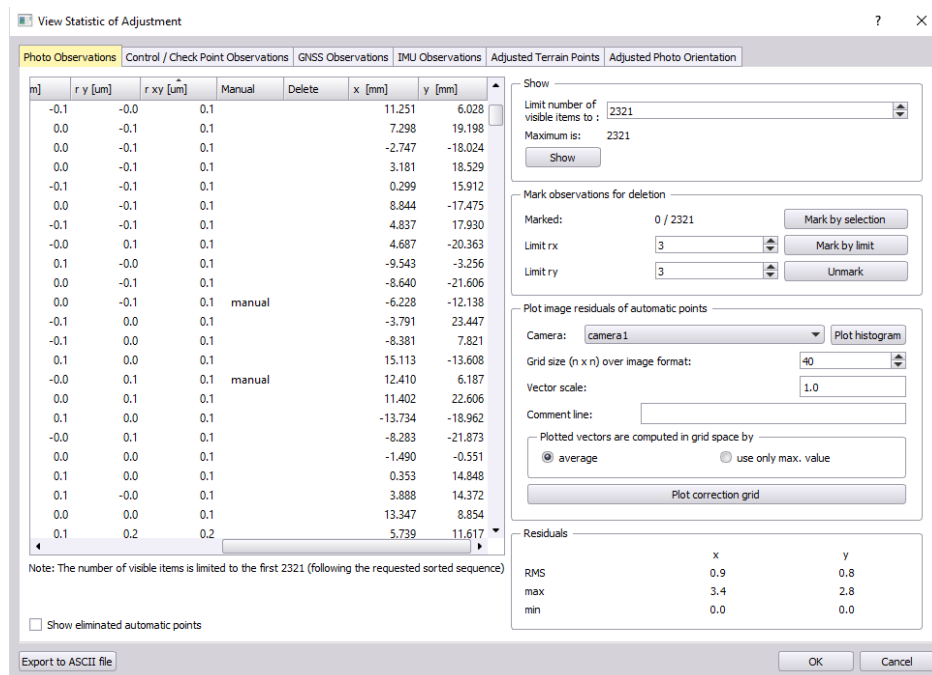 View Statistic of Adjustment ? ×
Photo Observations Control / Check Point Observations GNSS Observations IMU Observations Adjusted Terrain Points Adjusted Photo Orientation
m] r y [um] r xy [um] Manual Delete x [mm] y [mm]
-0.1 -0.0 0.1 11.251 6.028
0.0 -0.1 0.1 7.298 19.198
0.0 -0.1 0.1 -2.747 -18.024
0.0 -0.1 0.1 3.181 18.529
-0.1 -0.1 0.1 0.299 15.912
0.0 -0.1 0.1 8.844 -17.475
-0.1 -0.1 0.1 4.837 17.930
-0.0 0.1 0.1 4.687 -20.363
0.1 -0.0 0.1 -9.543 -3.256
0.0 -0.1 0.1 -8.640 -21.606
0.0 -0.1 0.1 manual -6.228 -12.138
-0.1 0.0 0.1 -3.791 23.447
-0.1 0.0 0.1 -8.381 7.821
0.1 0.0 0.1 15.113 -13.608
-0.0 0.1 0.1 manual 12.410 6.187
0.0 0.1 0.1 11.402 22.606
0.1 0.0 0.1 -13.734 -18.962
-0.0 0.1 0.1 -8.283 -21.873
0.0 0.0 0.1 -1.490 -0.551
0.1 0.0 0.1 0.353 14.848
0.1 -0.0 0.1 3.888 14.372
0.0 0.0 0.1 13.347 8.854
0.1 0.2 0.2 5.739 11.617
Note: The number of visible items is limited to the first 2321 (following the requested sorted sequence)
Show eliminated automatic points
Export to ASCII file
Show
Limit number of
visible items to : 2321
Maximum is: 2321
Show
Mark observations for deletion
Marked: 0 / 2321 Mark by selection
Limit rx 3 Mark by limit
Limit ry 3 Unmark
Plot image residuals of automatic points
Camera: camera1 Plot histogram
Grid size (n x n) over image format: 40
Vector scale: 1.0
Comment line:
Plotted vectors are computed in grid space by
average use only max. value
Plot correction grid
Residuals
x y
RMS 0.9 0.8
max 3.4 2.8
min 0.0 0.0
OK Cancel